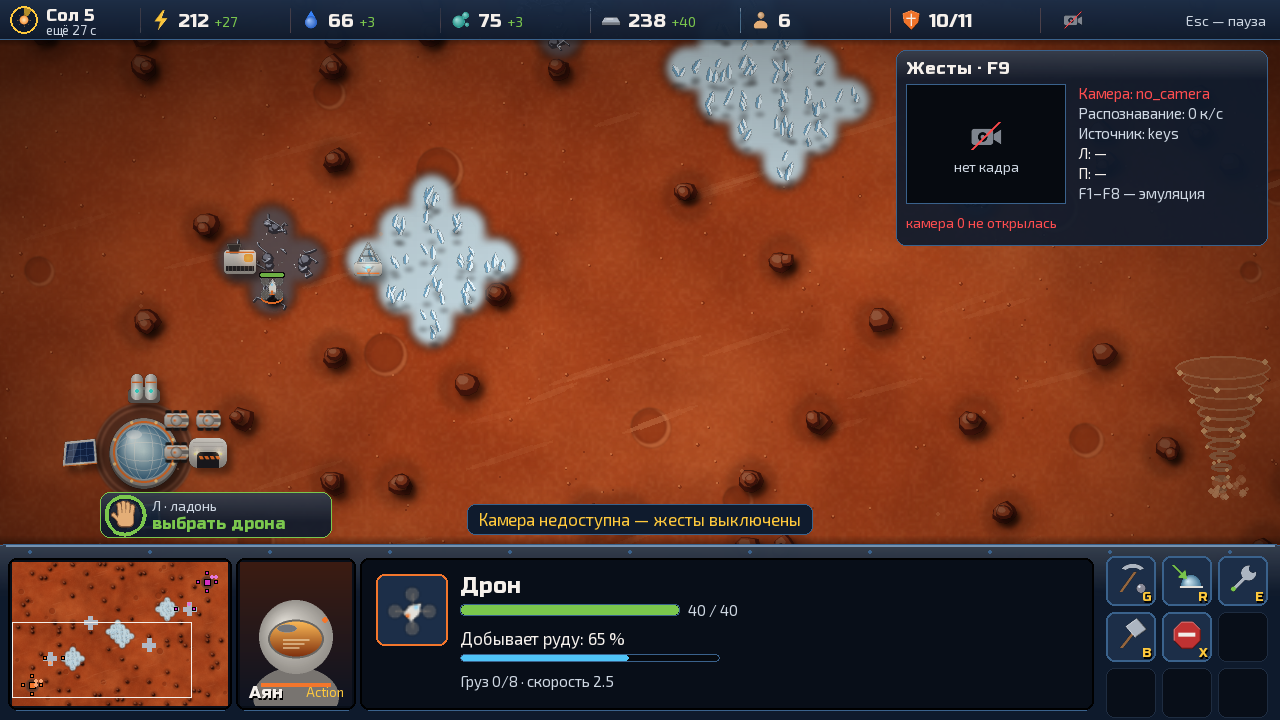 Сол 5
ещё 27 с
212 +27
66 +3
75 +3
238 +40
6
10/11
Esc — пауза
Жесты · F9
нет кадра
Камера: no_camera
Распознавание: 0 к/с
Источник: keys
Л: —
П: —
F1–F8 — эмуляция
камера 0 не открылась
Л · ладонь
выбрать дрона
Камера недоступна — жесты выключены
Аян
Action
Дрон
40 / 40
Добывает руду: 65 %
Груз 0/8 · скорость 2.5
G
R
E
B
X